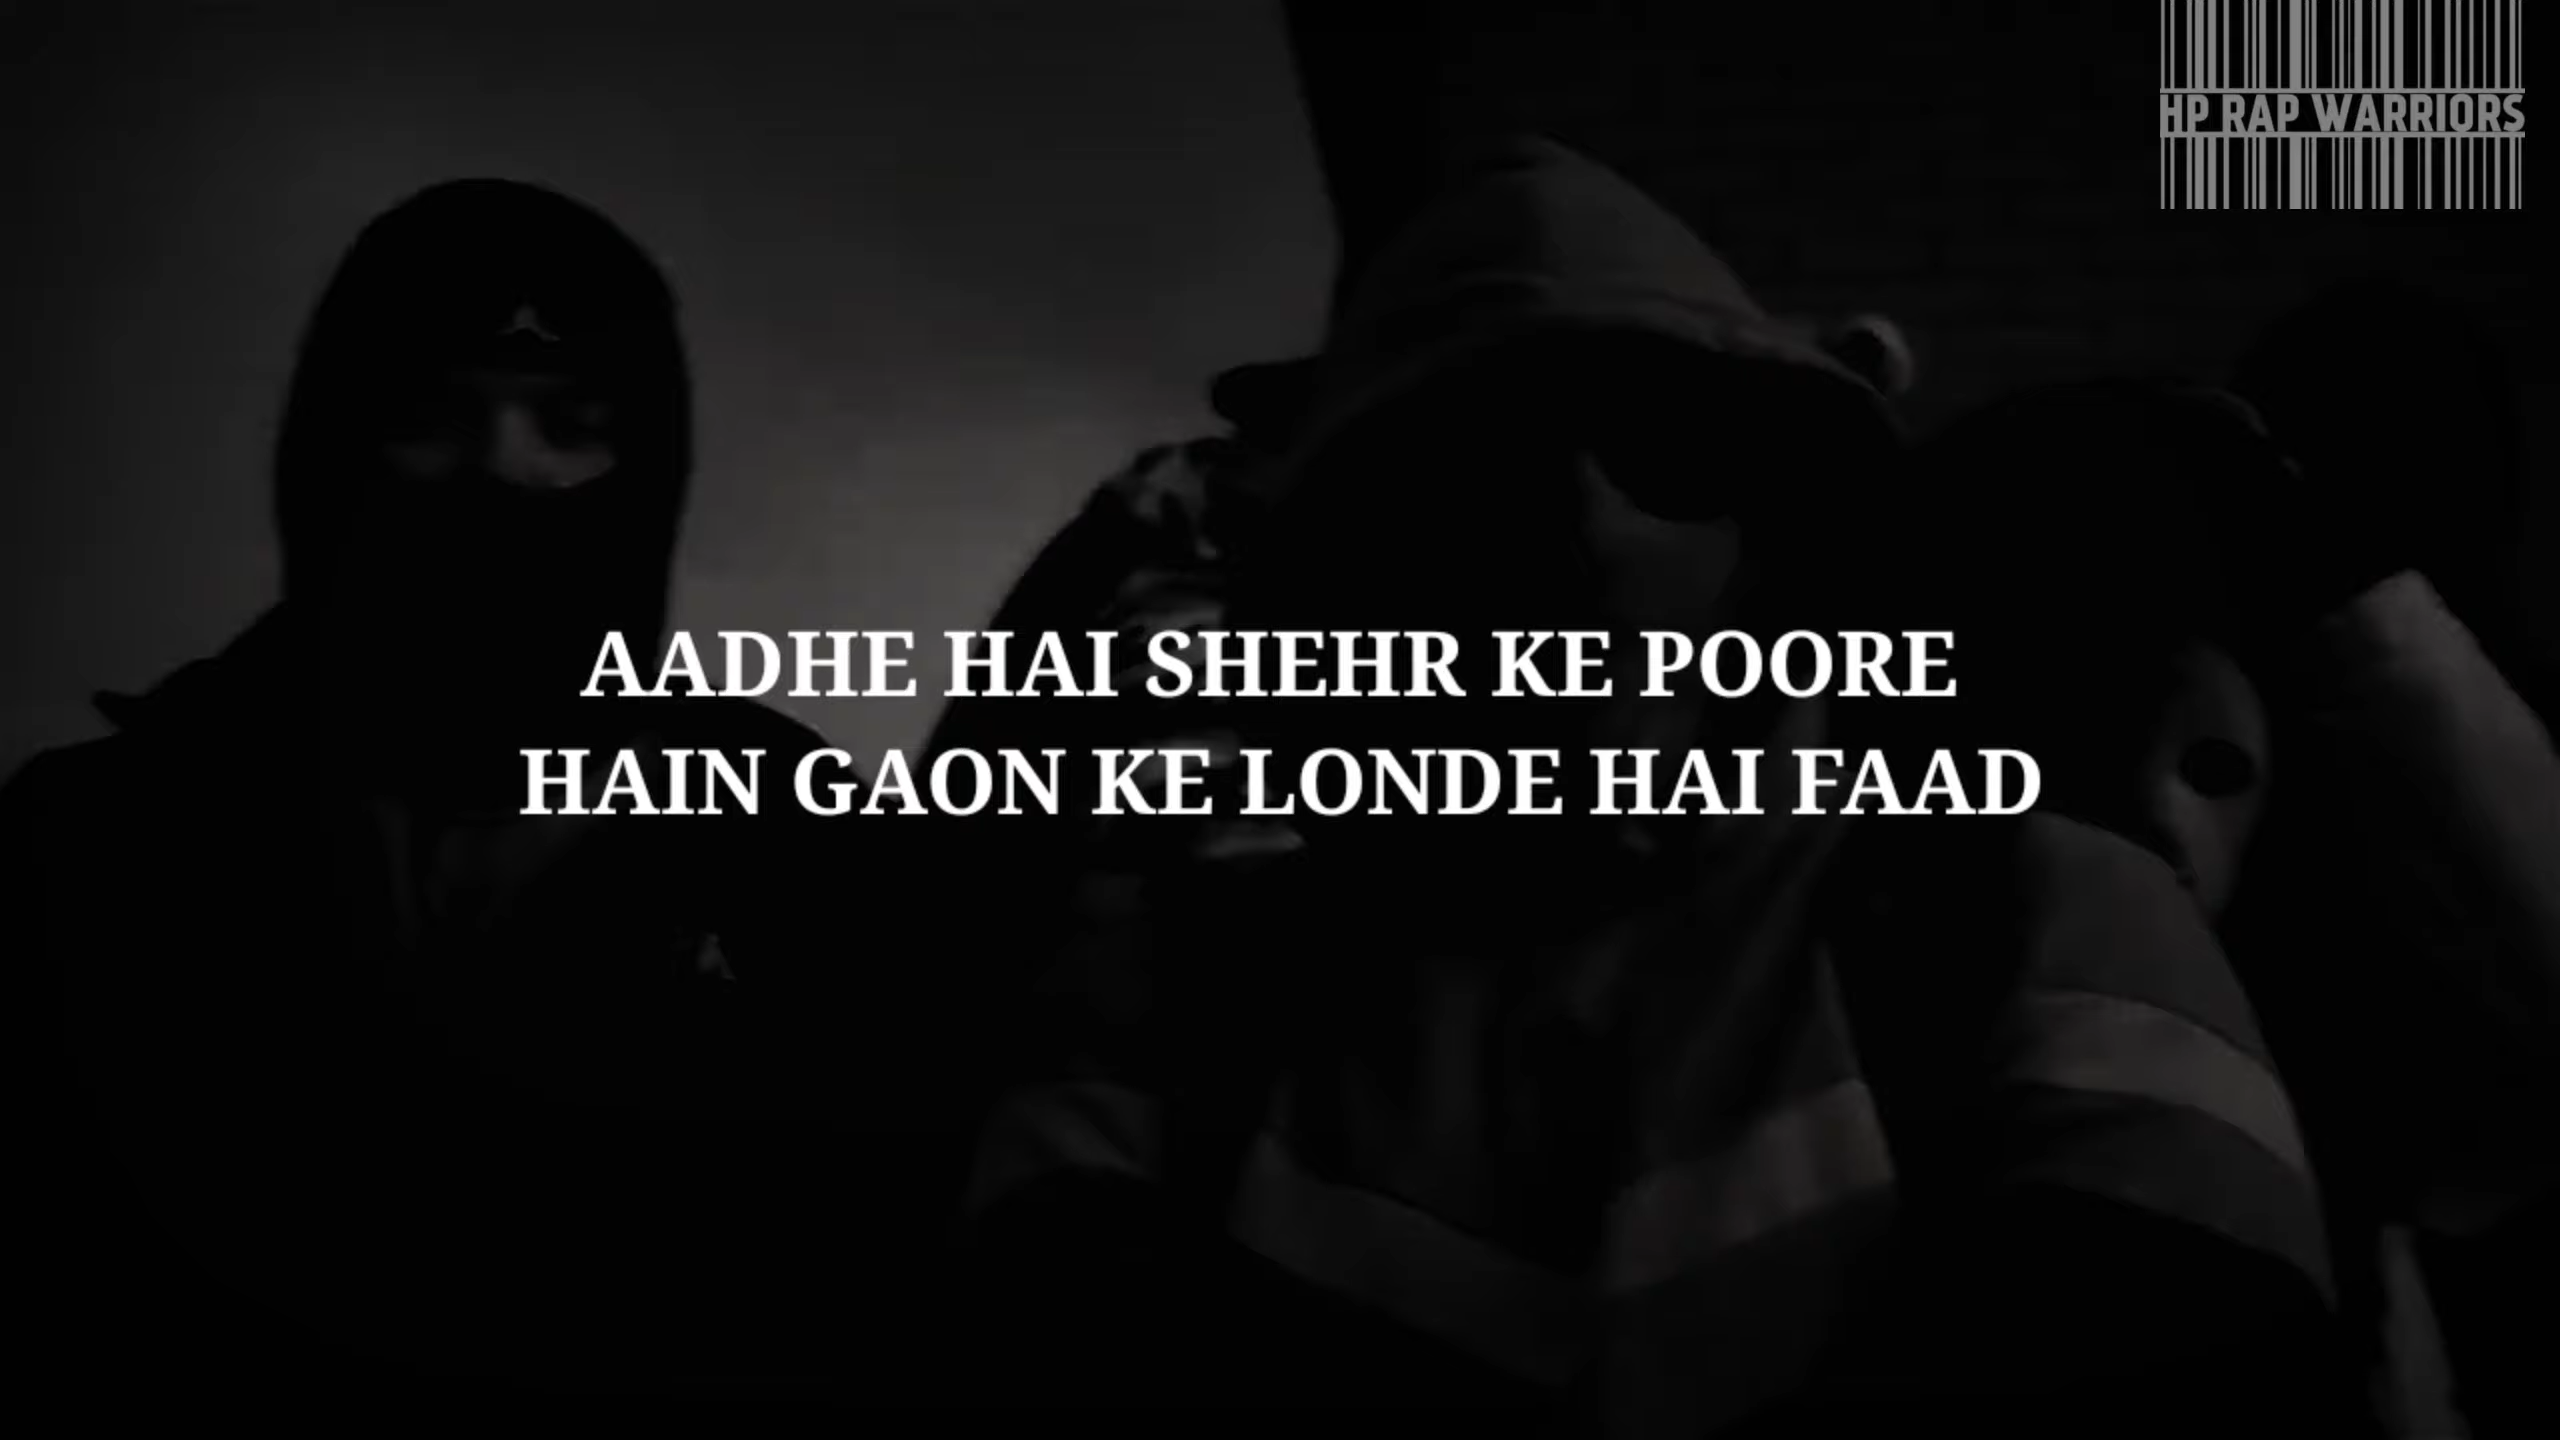 HP RAP WARRIORS
AADHE HAI SHEHR KE POORE
HAIN GAON KE LONDE HAI FAAD